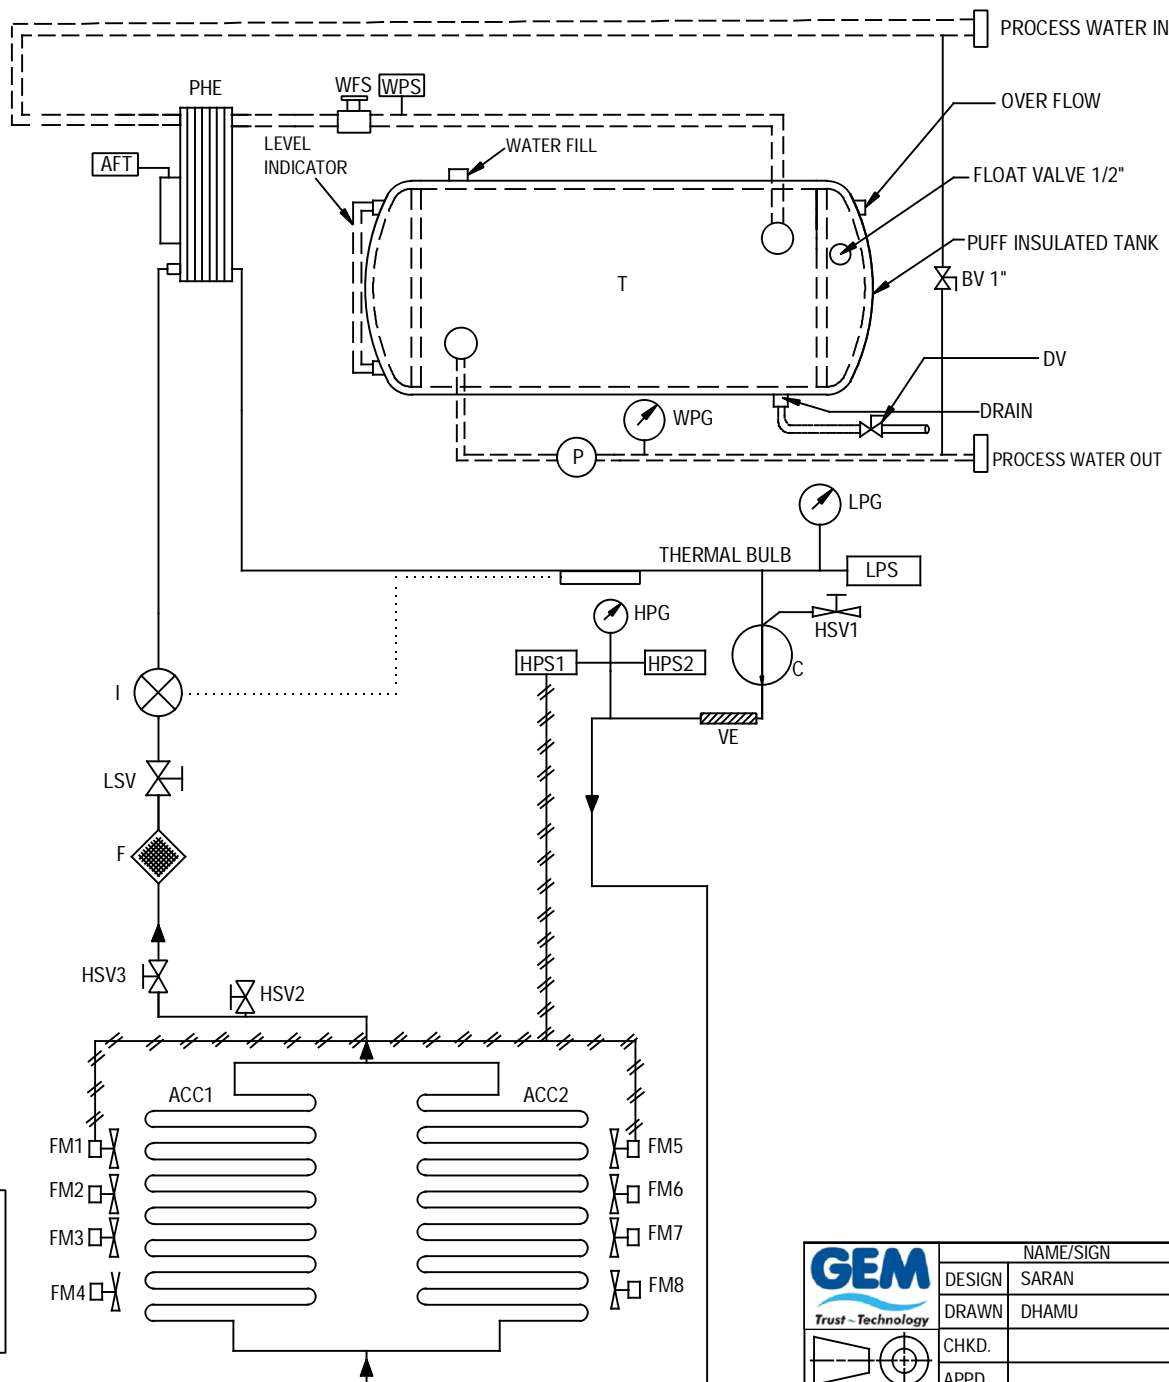 PROCESS WATER IN
PHE
WFS
WPS
OVER FLOW
LEVEL
INDICATOR
WATER FILL
AFT
FLOAT VALVE 1/2"
PUFF INSULATED TANK
T
BV 1"
DV
WPG
DRAIN
P
PROCESS WATER OUT
LPG
THERMAL BULB
LPS
HPG
HSV1
HPS1
HPS2
C
I
VE
LSV
F
HSV3
HSV2
ACC1
ACC2
FM1
FM5
FM2
FM6
FM3
FM7
FM4
FM8
GEM
Trust ~ Technology
NAME/SIGN
DESIGN SARAN
DRAWN DHAMU
CHKD.
APPD